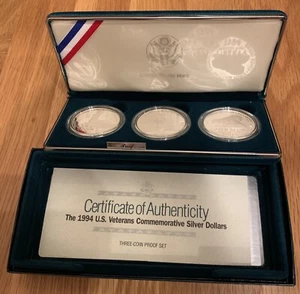 Certificate of Authenticity
The 1994 U.S. Veterans Commemorative Silver Dollars
THREE-COIN PROOF SET